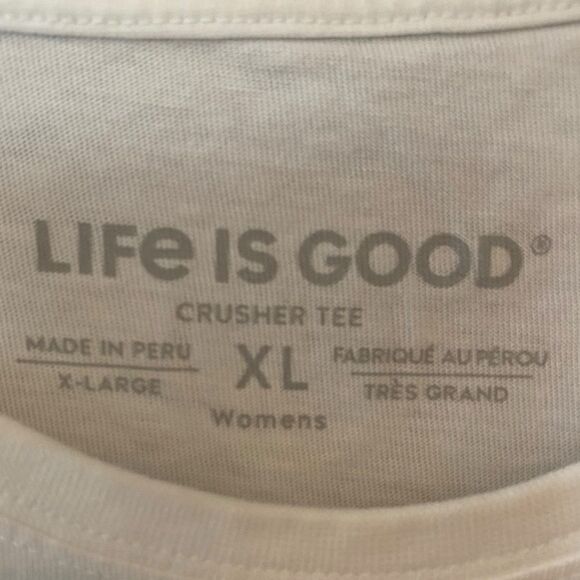 LIFe IS GOOD®
CRUSHER TEE
MADE IN PERU
X-LARGE
XL
FABRIQUÉ AU PÉROU
TRÈS GRAND
Womens